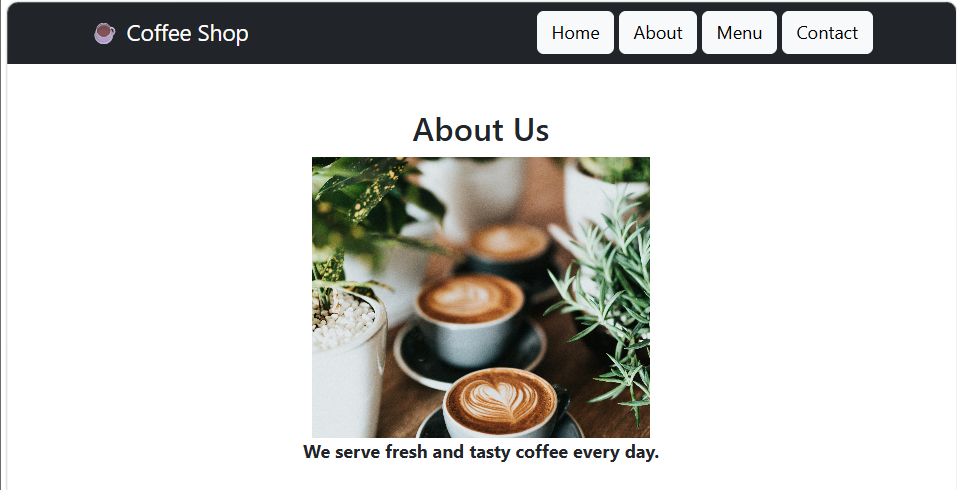 Coffee Shop
Home About Menu Contact
About Us
We serve fresh and tasty coffee every day.